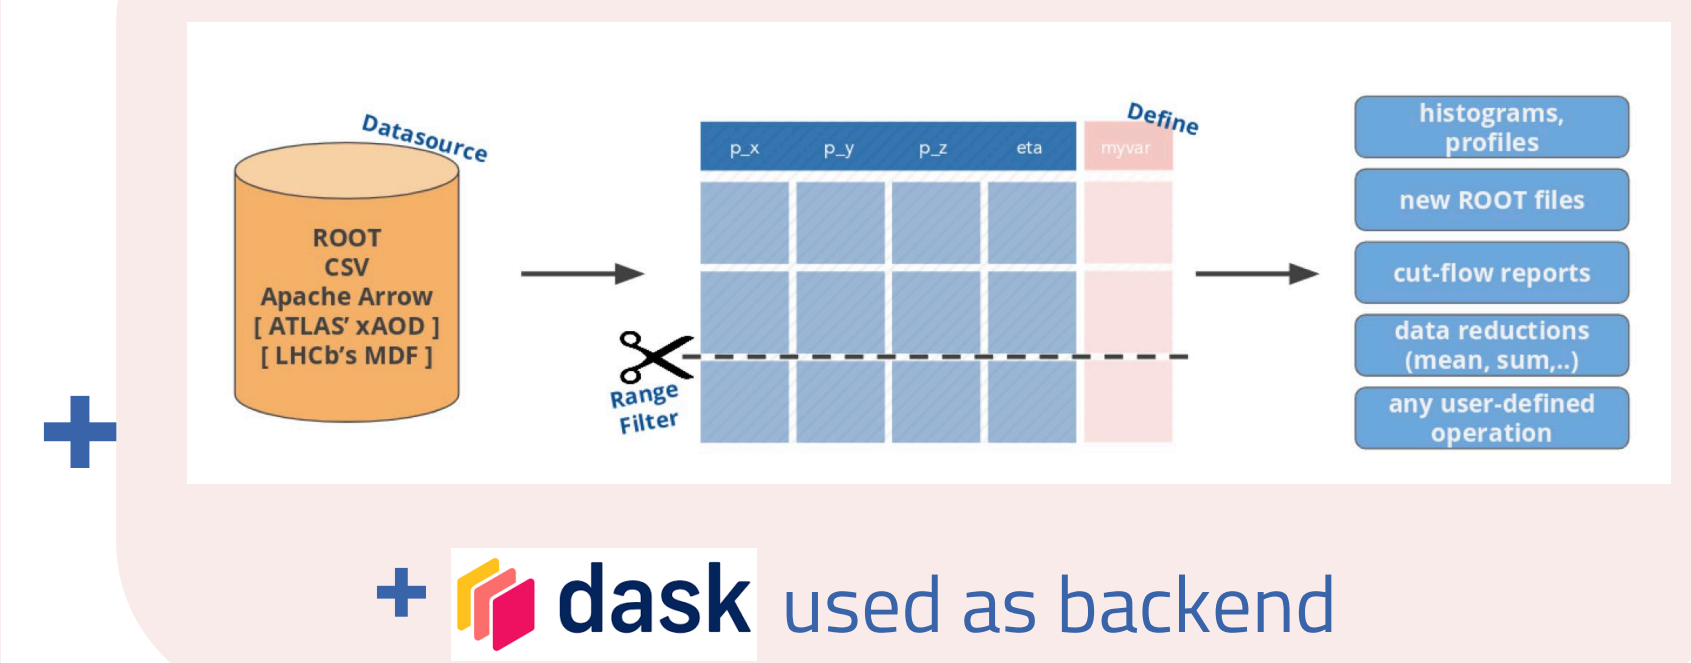 Datasource
ROOT
CSV
Apache Arrow
[ ATLAS’ xAOD ]
[ LHCb’s MDF ]
Range
Filter
Define
p_x p_y p_z eta myvar
histograms,
profiles
new ROOT files
cut-flow reports
data reductions
(mean, sum,..)
any user-defined
operation
+
+ dask used as backend